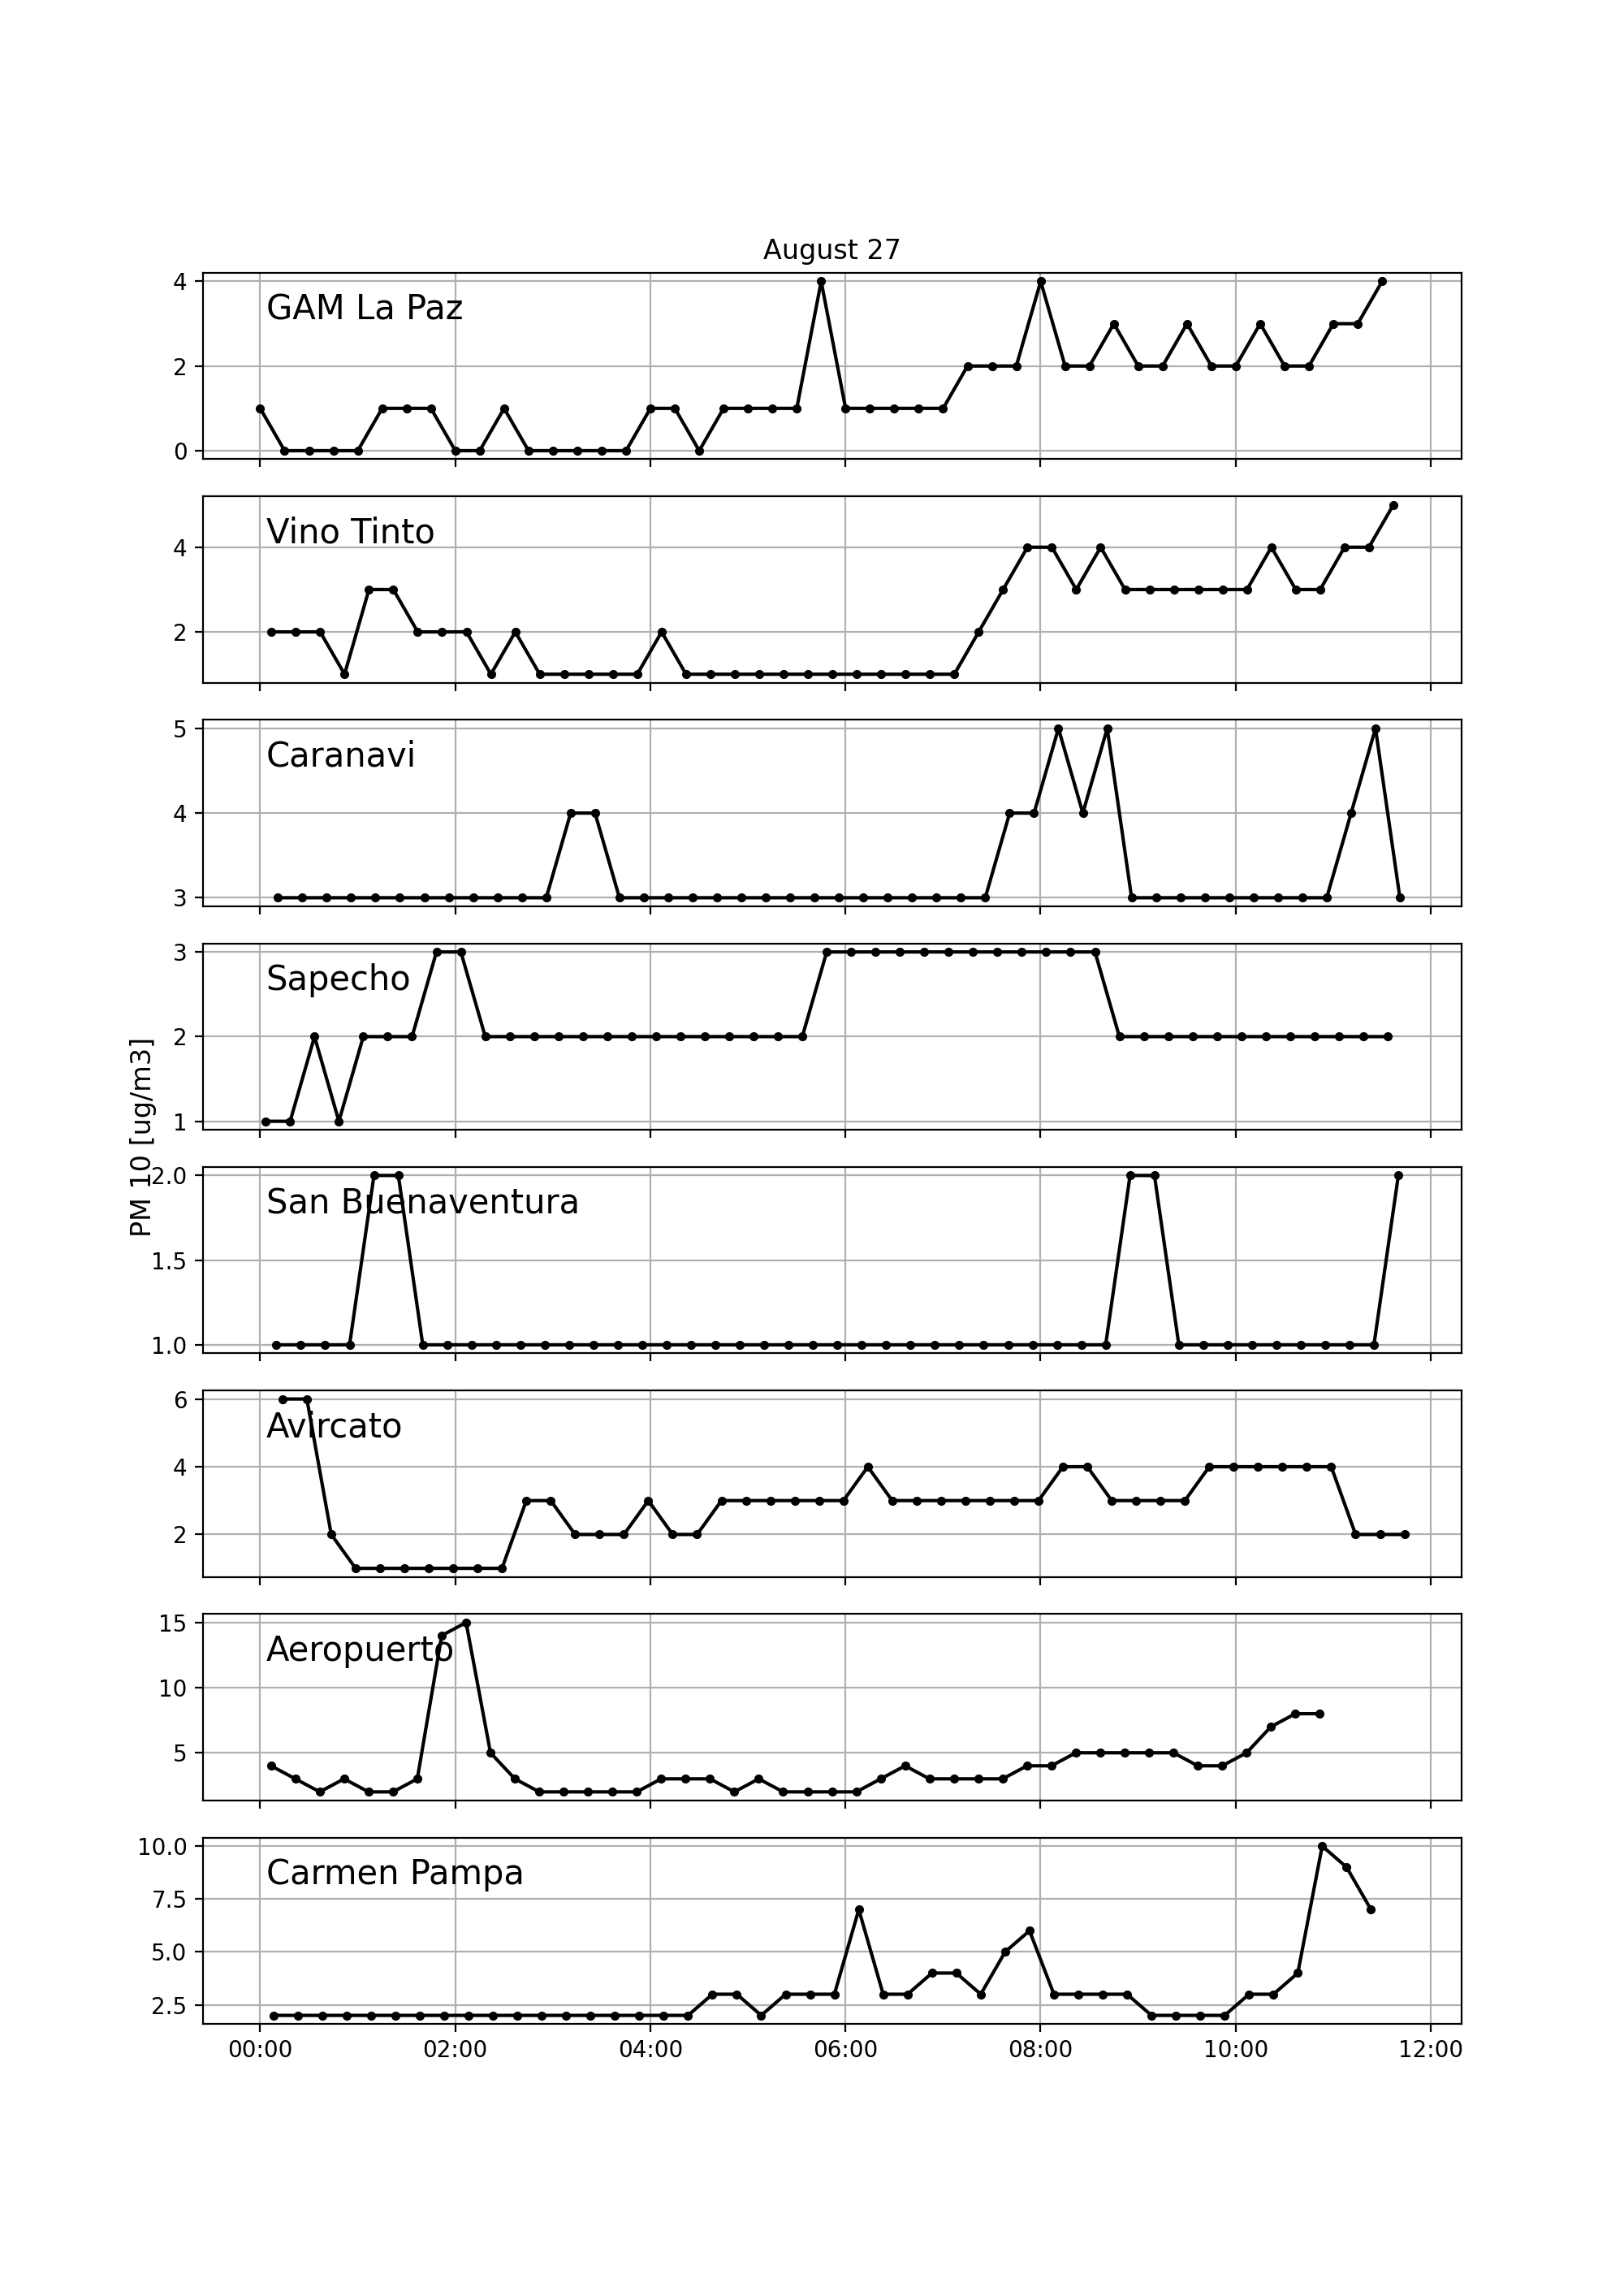 August 27
4
GAM La Paz
2
0
Vino Tinto
4
2
5
Caranavi
4
3
3
Sapecho
2
1
PM 10 [ug/m3]
2.0
San Buenaventura
1.5
1.0
6
Avircato
4
2
15
Aeropuerto
10
5
10.0
Carmen Pampa
7.5
5.0
2.5
00:00 02:00 04:00 06:00 08:00 10:00 12:00